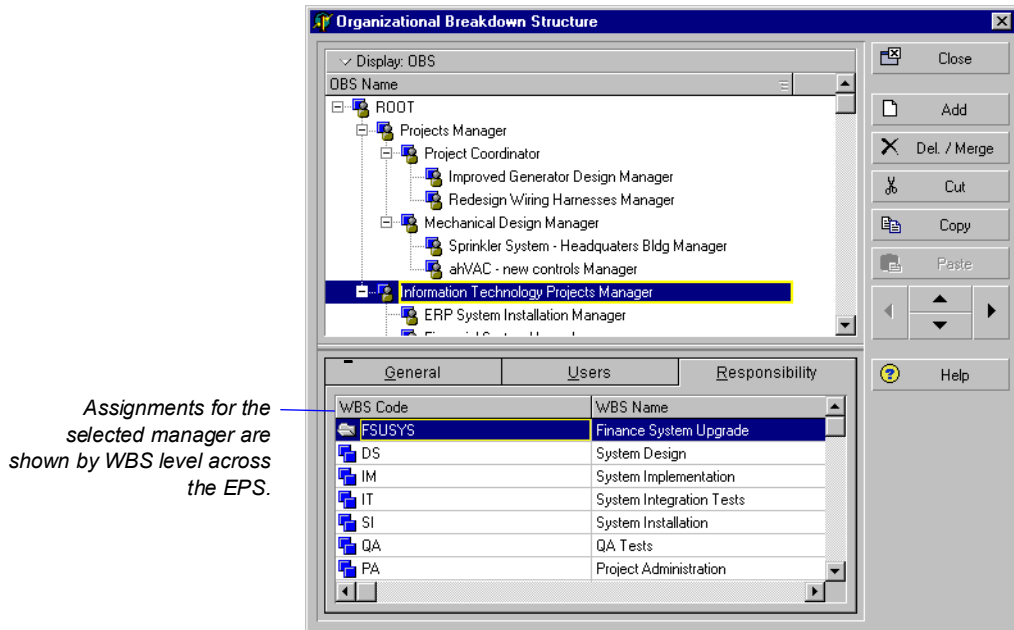 Organizational Breakdown Structure
Display: OBS
OBS Name
ROOT
Projects Manager
Project Coordinator
Improved Generator Design Manager
Redesign Wiring Harnesses Manager
Mechanical Design Manager
Sprinkler System - Headquaters Bldg Manager
ahVAC - new controls Manager
Information Technology Projects Manager
ERP System Installation Manager
Close
Add
Del. / Merge
Cut
Copy
Paste
Help
General Users Responsibility
WBS Code WBS Name
FSUSYS Finance System Upgrade
DS System Design
IM System Implementation
IT System Integration Tests
SI System Installation
QA QA Tests
PA Project Administration
Assignments for the
selected manager are
shown by WBS level across
the EPS.